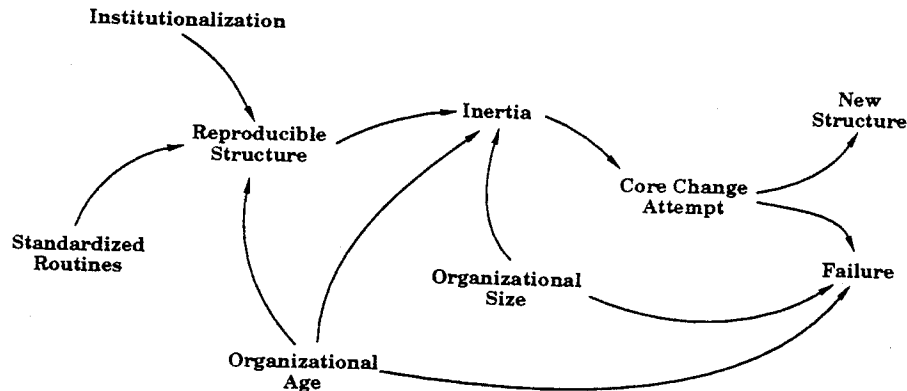 Institutionalization
Reproducible
Structure
Inertia
New
Structure
Core Change
Attempt
Standardized
Routines
Organizational
Size
Failure
Organizational
Age